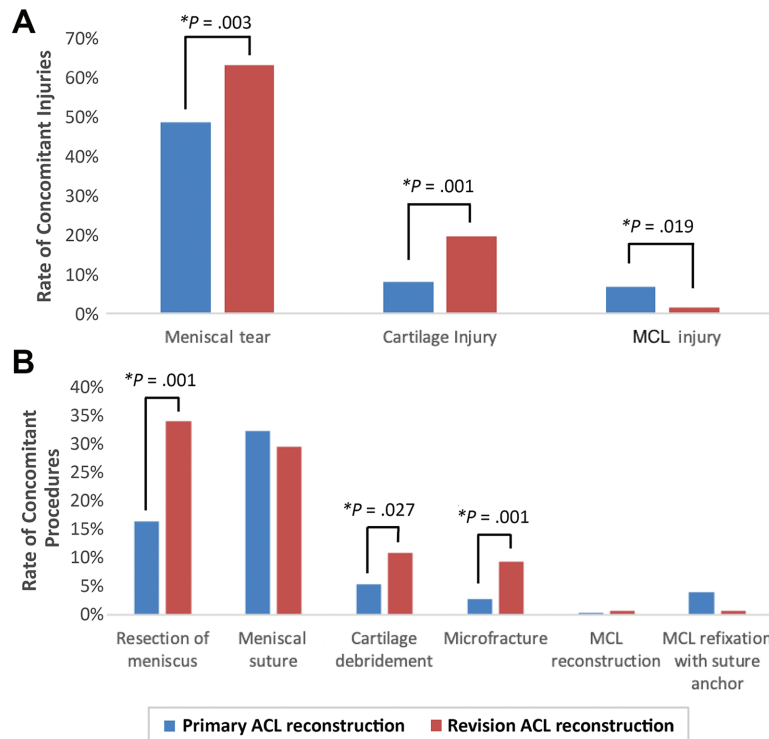 A
*P = .003
*P = .001
*P = .019
Rate of Concomitant Injuries
70%
60%
50%
40%
30%
20%
10%
0%
Meniscal tear
Cartilage Injury
MCL injury
B
*P = .001
*P = .027
*P = .001
Rate of Concomitant
Procedures
40%
35%
30%
25%
20%
15%
10%
5%
0%
Resection of
meniscus
Meniscal
suture
Cartilage
debridement
Microfracture
MCL
reconstruction
MCL refixation
with suture
anchor
Primary ACL reconstruction
Revision ACL reconstruction